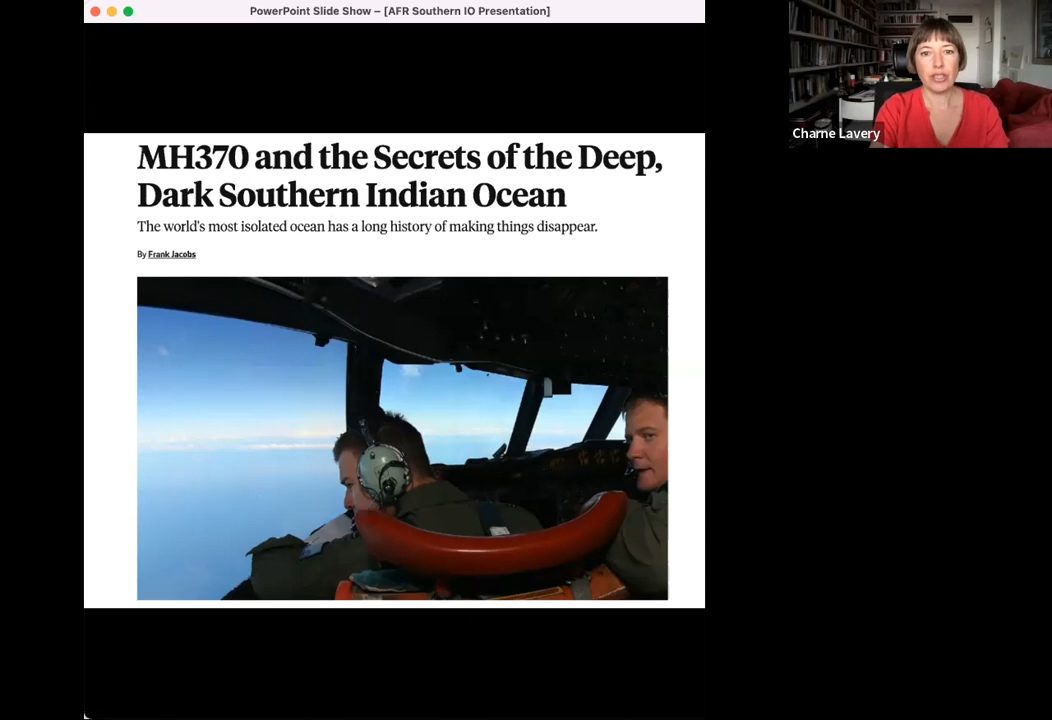 PowerPoint Slide Show – [AFR Southern IO Presentation]
MH370 and the Secrets of the Deep,
Dark Southern Indian Ocean
The world's most isolated ocean has a long history of making things disappear.
By Frank Jacobs
Charne Lavery